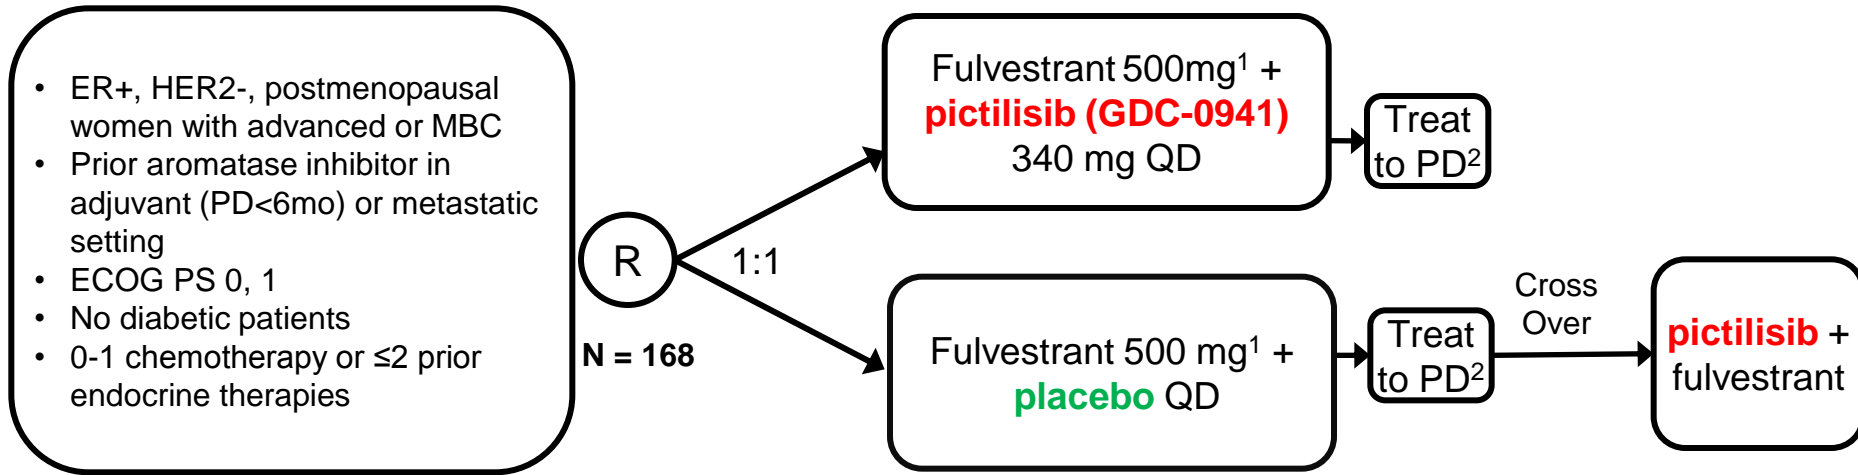 • ER+, HER2-, postmenopausal
women with advanced or MBC
• Prior aromatase inhibitor in
adjuvant (PD<6mo) or metastatic
setting
• ECOG PS 0, 1
• No diabetic patients
• 0-1 chemotherapy or ≤2 prior
endocrine therapies
R
N = 168
1:1
Fulvestrant 500mg¹ +
pictilisib (GDC-0941)
340 mg QD
Treat
to PD²
Fulvestrant 500 mg¹ +
placebo QD
Treat
to PD²
Cross
Over
pictilisib +
fulvestrant